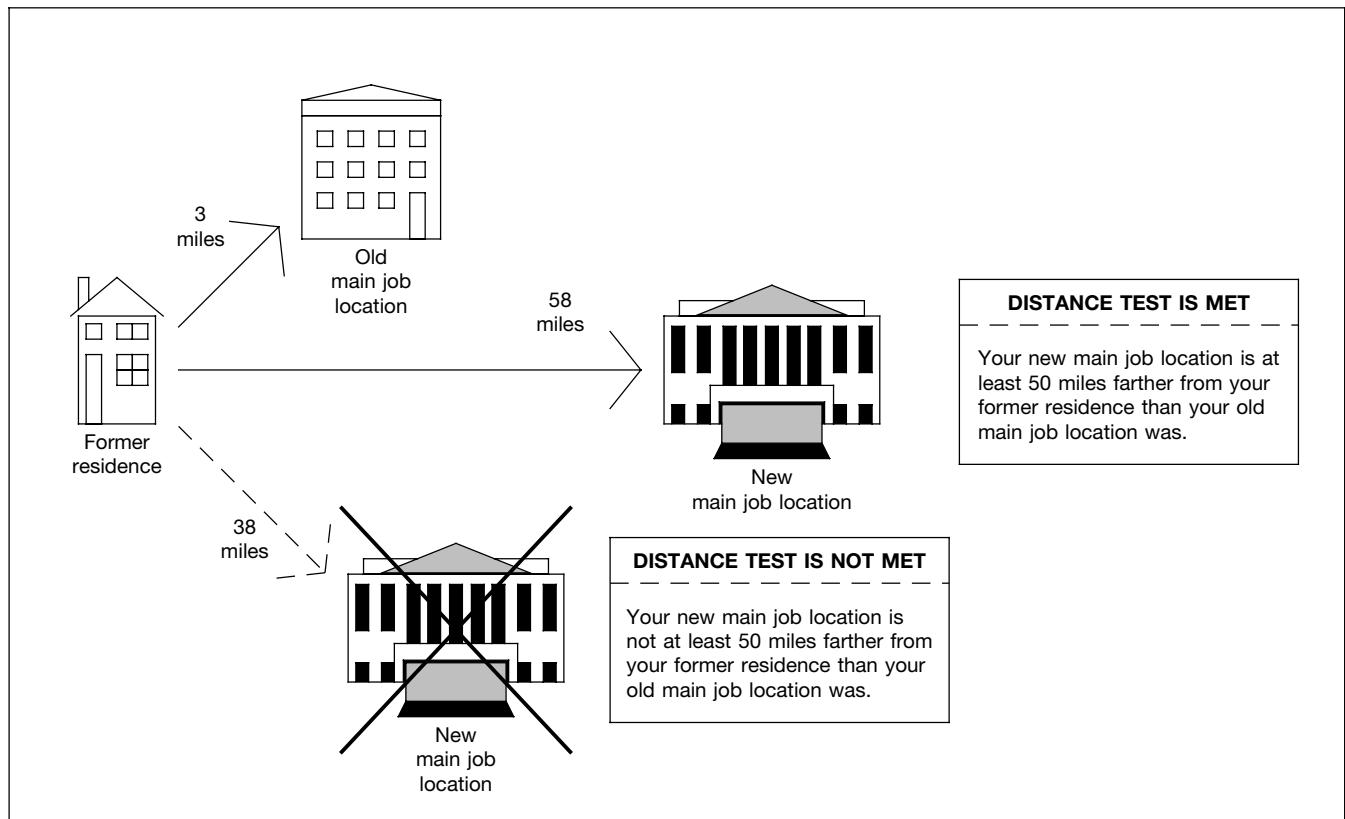 3
miles
Old
main job
location
58
miles
DISTANCE TEST IS MET
Your new main job location is at
least 50 miles farther from your
former residence than your old
main job location was.
Former
residence
New
main job location
38
miles
DISTANCE TEST IS NOT MET
Your new main job location is
not at least 50 miles farther from
your former residence than your
old main job location was.
New
main job
location